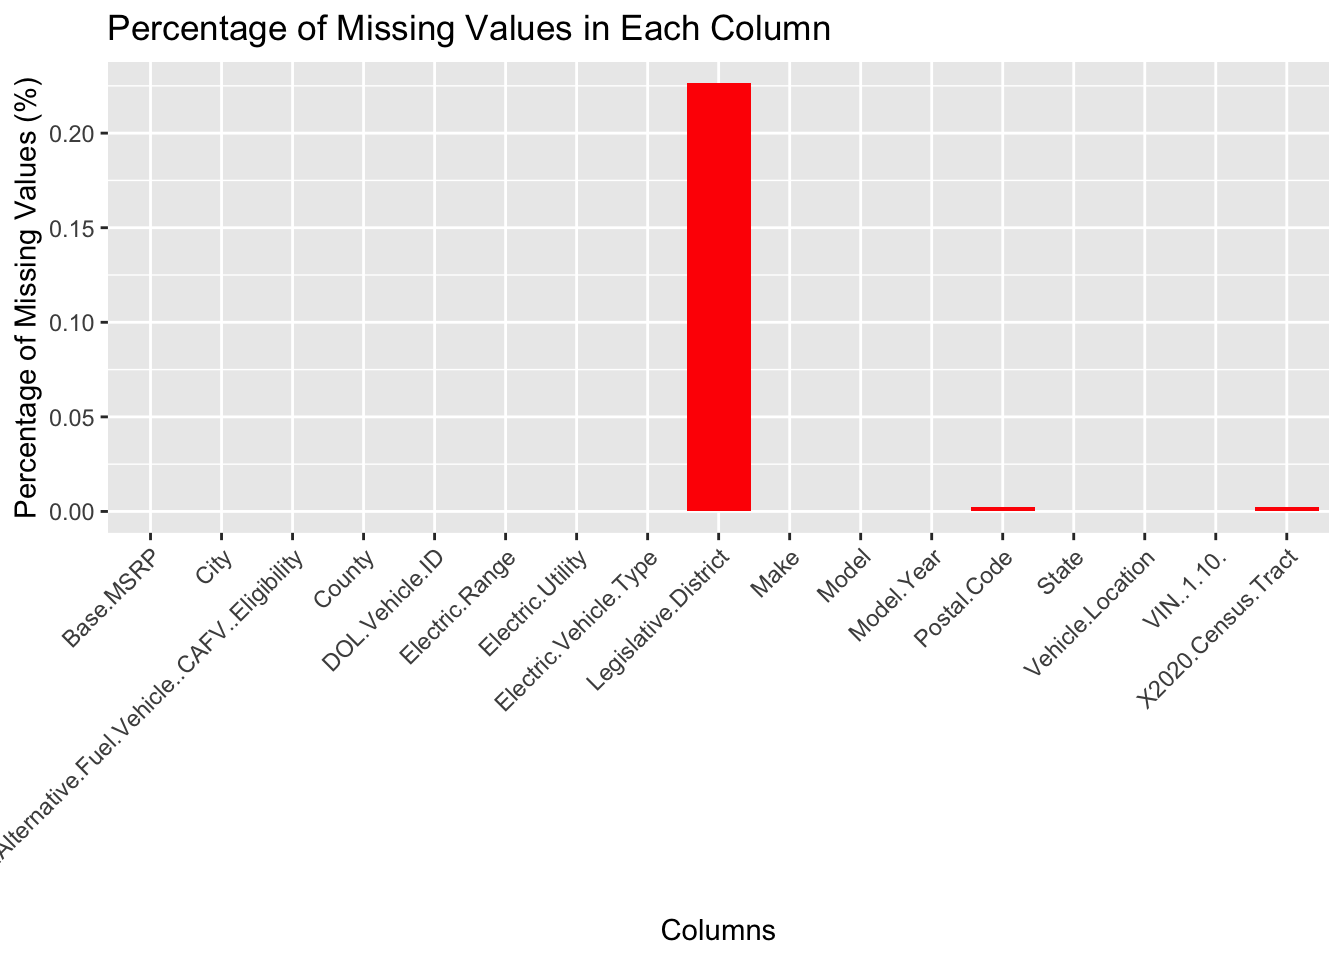 Percentage of Missing Values in Each Column
Percentage of Missing Values (%)
0.20
0.15
0.10
0.05
0.00
Base.MSRP
City
.Alternative.Fuel.Vehicle..CAFV..Eligibility
County
DOL.Vehicle.ID
Electric.Range
Electric.Utility
Electric.Vehicle.Type
Legislative.District
Make
Model
Model.Year
Postal.Code
State
Vehicle.Location
VIN..1.10.
X2020.Census.Tract
Columns